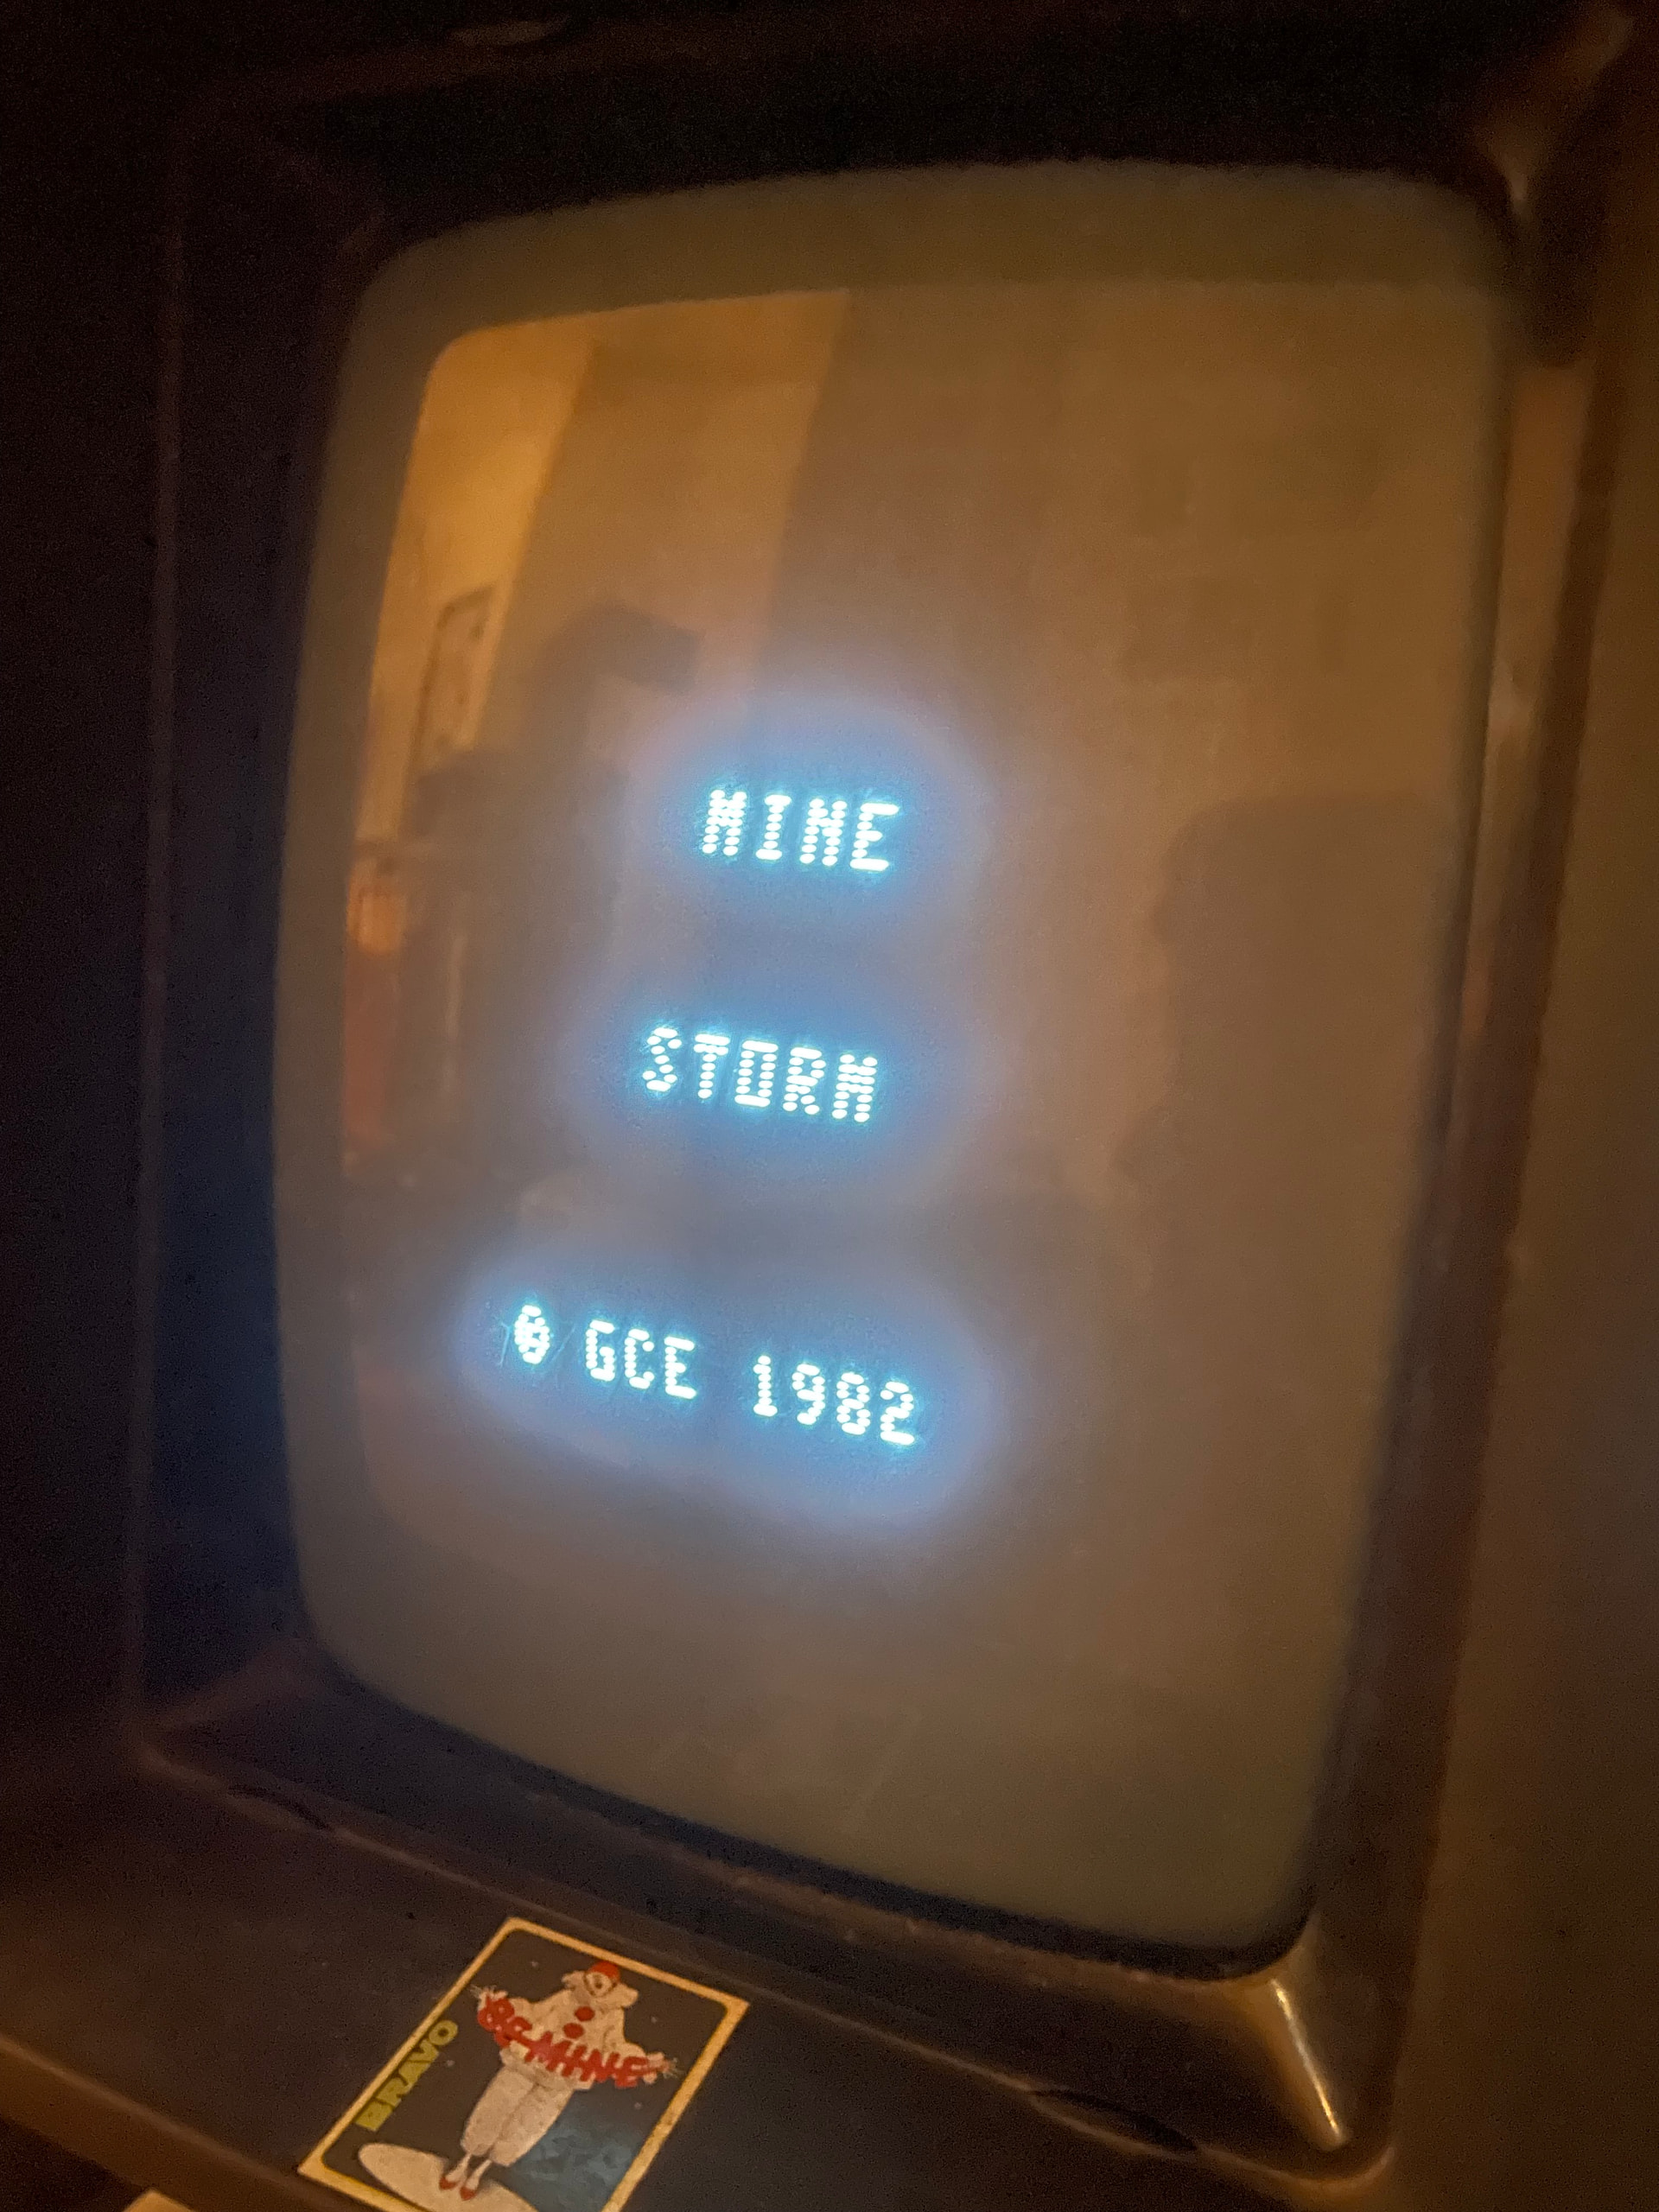 MINE
STORM
© GCE 1982
BRAVO
BE MINE